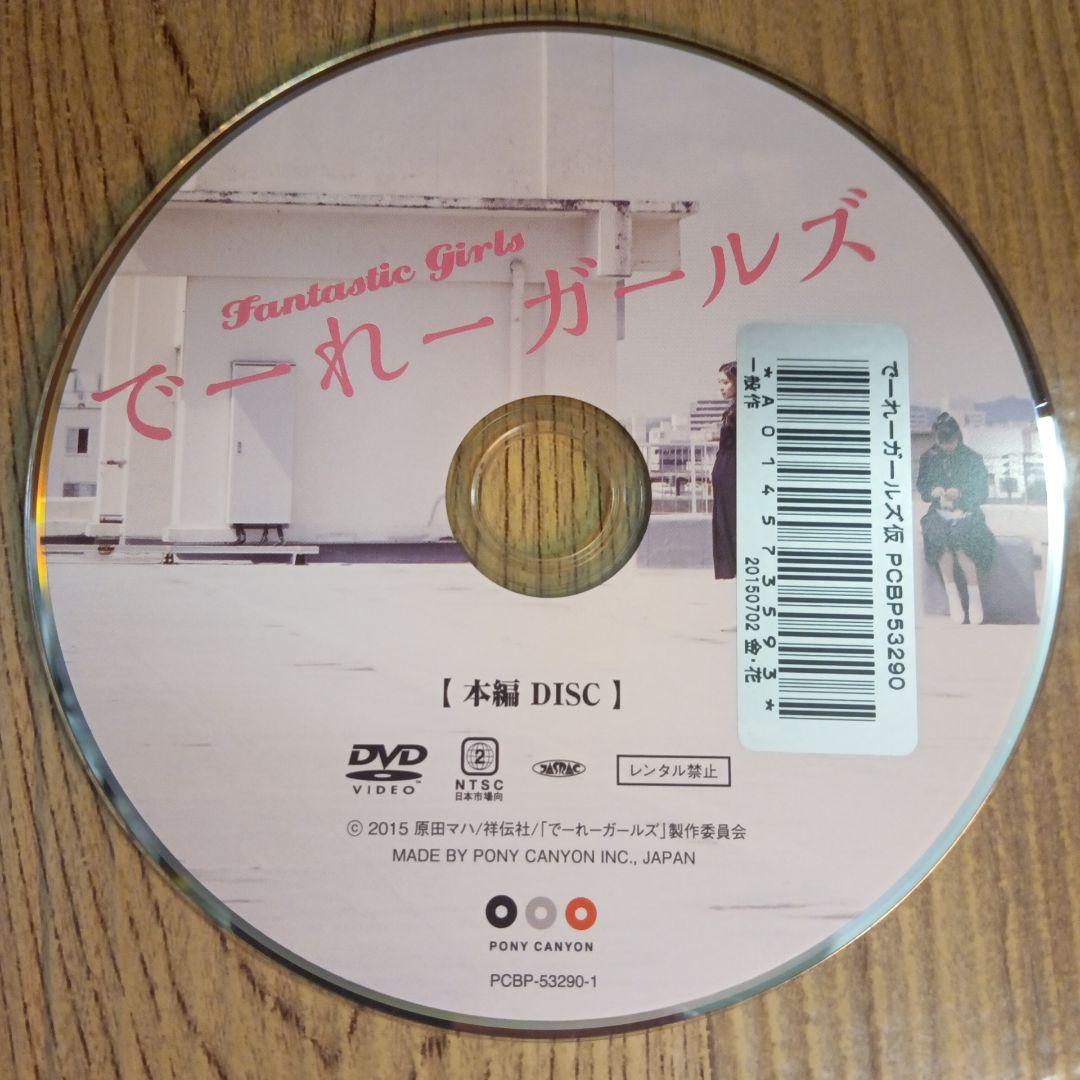 Fantastic Girls
でーれーガールズ
でーれーガールズ仮 PCBP53290
*A0145735593*
一般作 20150702 金・花
【本編 DISC】
DVD
VIDEO™
2
NTSC
日本市場向
JASRAC
レンタル禁止
© 2015 原田マハ/祥伝社/「でーれーガールズ」製作委員会
MADE BY PONY CANYON INC., JAPAN
PONY CANYON
PCBP-53290-1